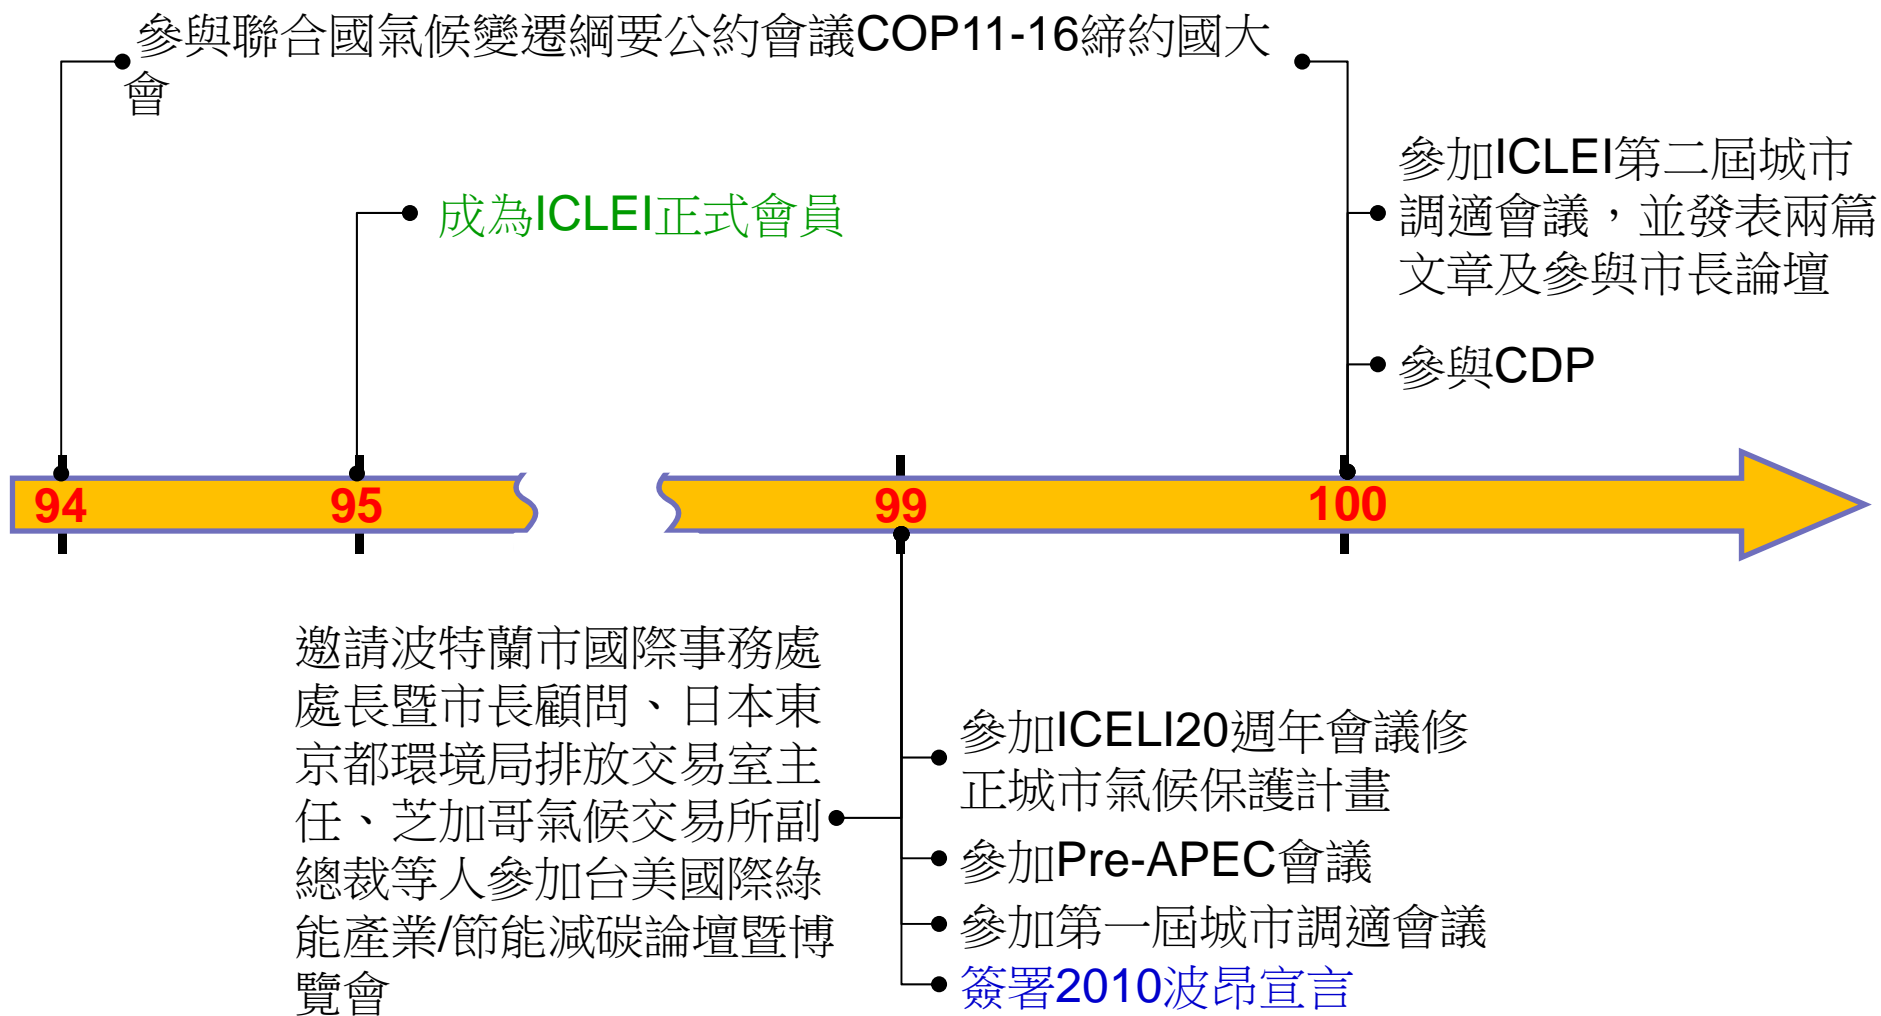 參與聯合國氣候變遷綱要公約會議COP11-16締約國大
會
成為ICLEI正式會員
參加ICLEI第二屆城市
調適會議，並發表兩篇
文章及參與市長論壇
參與CDP
94
95
99
100
邀請波特蘭市國際事務處
處長暨市長顧問、日本東
京都環境局排放交易室主
任、芝加哥氣候交易所副
總裁等人參加台美國際綠
能產業/節能減碳論壇暨博
覽會
參加ICELI20週年會議修
正城市氣候保護計畫
參加Pre-APEC會議
參加第一屆城市調適會議
簽署2010波昂宣言